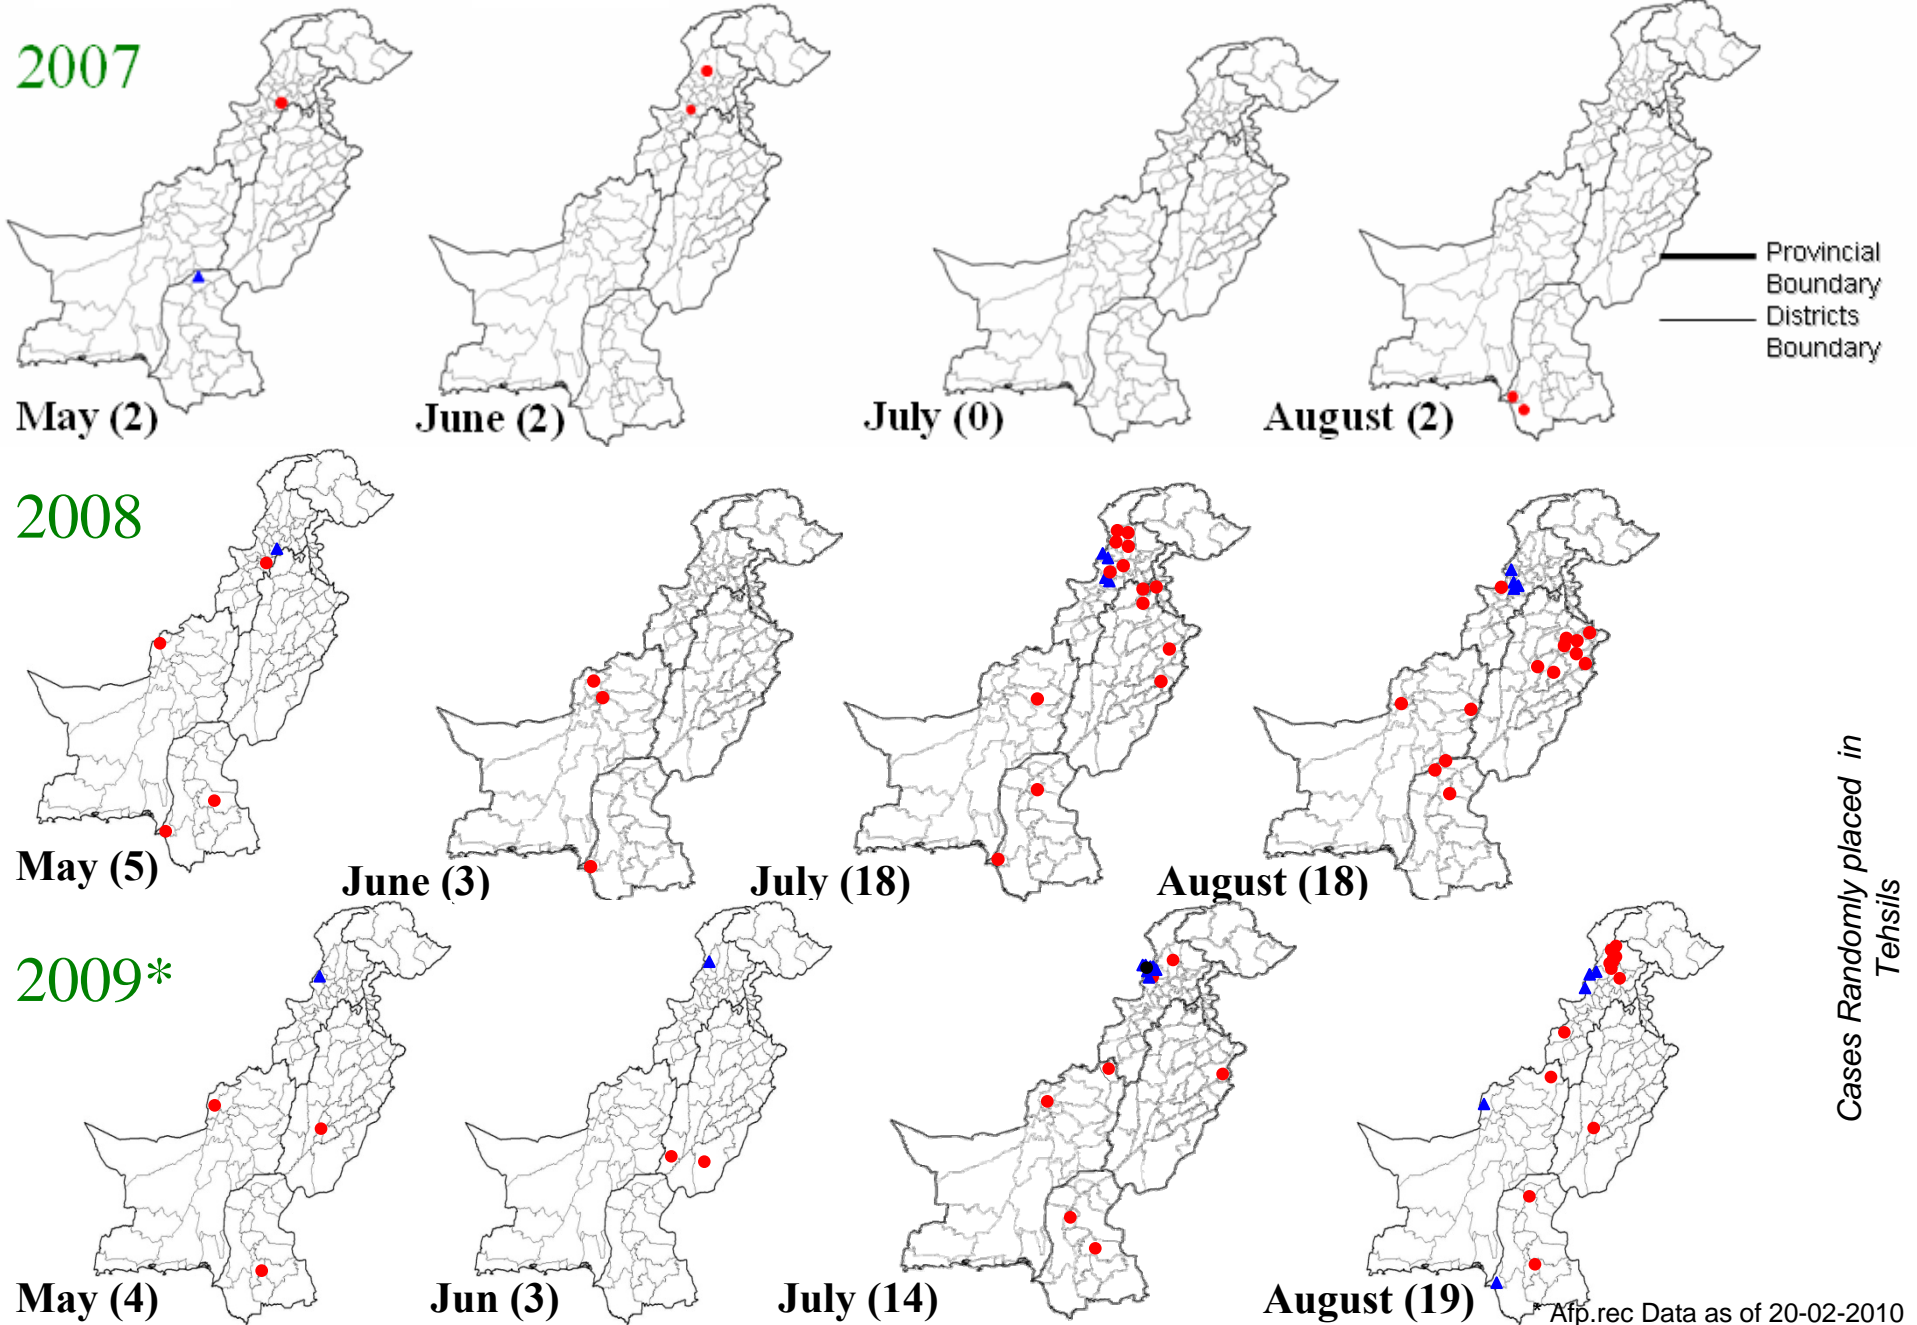 2007
Provincial
Boundary
Districts
Boundary
May (2)
June (2)
July (0)
August (2)
2008
May (5)
June (3)
July (18)
August (18)
Cases Randomly placed in
Tehsils
2009*
May (4)
Jun (3)
July (14)
August (19)
* Afp.rec Data as of 20-02-2010